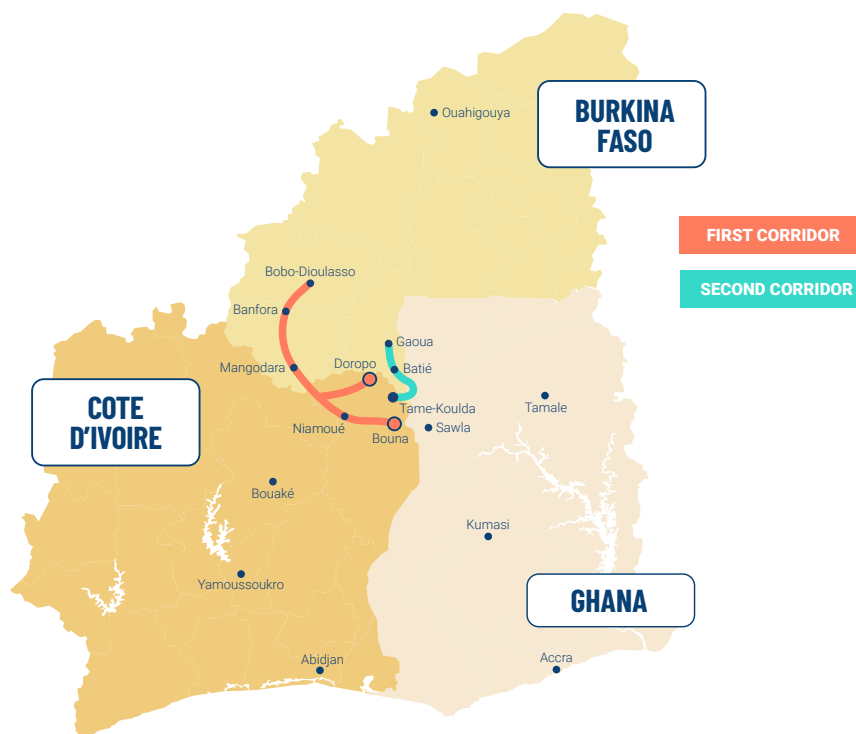 Ouahigouya
BURKINA
FASO
FIRST CORRIDOR
Bobo-Dioulasso
SECOND CORRIDOR
Banfora
Gaoua
Doropo
Batié
Mangodara
COTE
D'IVOIRE
Tame-Koulda
Tamale
Niamoué
Sawla
Bouna
Bouaké
Kumasi
Yamoussoukro
GHANA
Abidjan
Accra